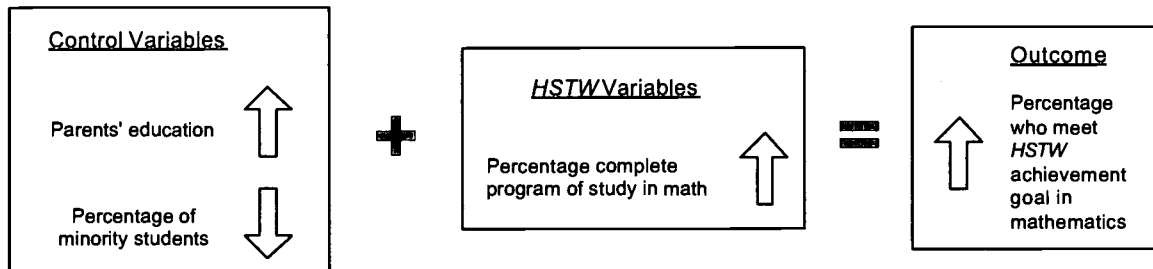 Control Variables
Parents' education
Percentage of
minority students
HSTW Variables
Percentage complete
program of study in math
Outcome
Percentage
who meet
HSTW
achievement
goal in
mathematics